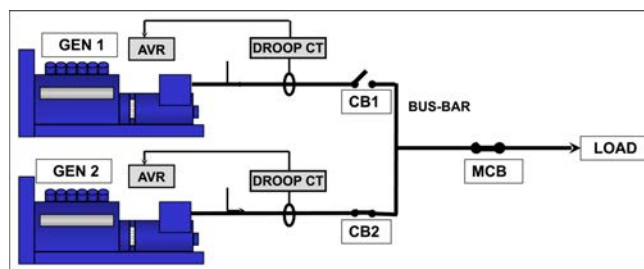 GEN 1
AVR
DROOP CT
CB1
BUS-BAR
LOAD
MCB
GEN 2
AVR
DROOP CT
CB2